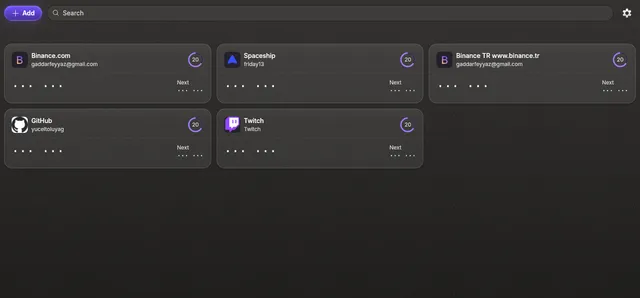 Add
Search
Binance.com
gaddarfeyyaz@gmail.com
20
Next
Spaceship
friday13
20
Next
Binance TR www.binance.tr
gaddarfeyyaz@gmail.com
20
Next
GitHub
yuceltoluyag
20
Next
Twitch
Twitch
20
Next